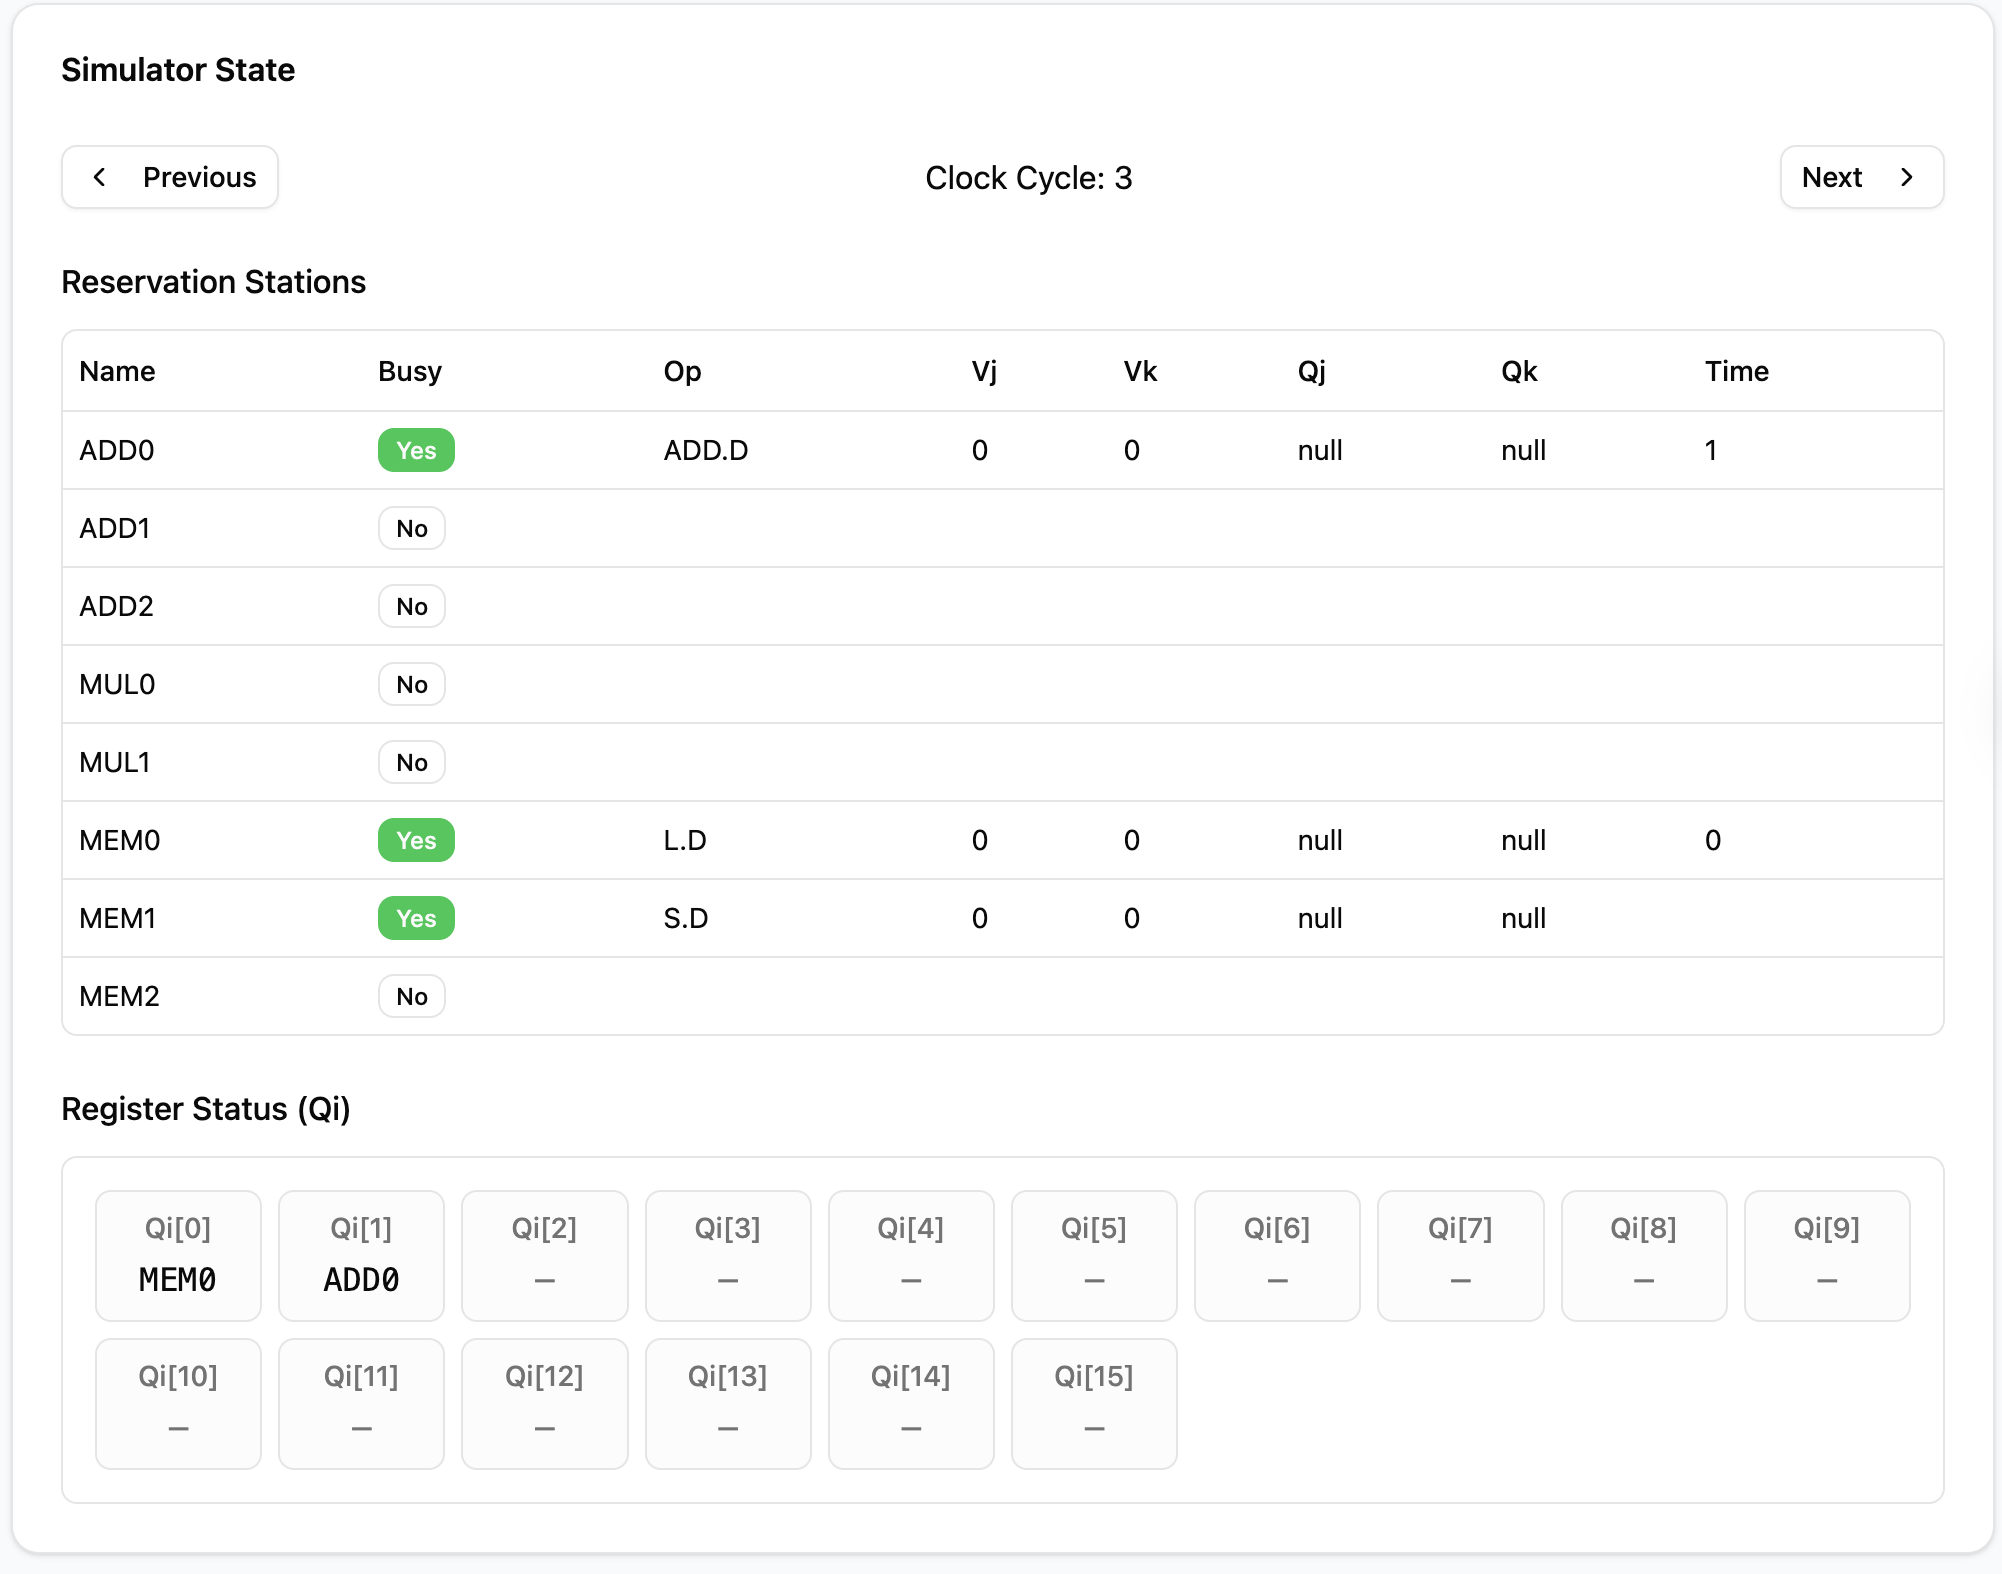 Simulator State
Previous
Clock Cycle: 3
Next
Reservation Stations
Name Busy Op Vj Vk Qj Qk Time
ADD0 Yes ADD.D 0 0 null null 1
ADD1 No
ADD2 No
MUL0 No
MUL1 No
MEM0 Yes L.D 0 0 null null 0
MEM1 Yes S.D 0 0 null null
MEM2 No
Register Status (Qi)
Qi[0] Qi[1] Qi[2] Qi[3] Qi[4] Qi[5] Qi[6] Qi[7] Qi[8] Qi[9]
MEM0 ADD0 – – – – – – – –
Qi[10] Qi[11] Qi[12] Qi[13] Qi[14] Qi[15]
– – – – – –